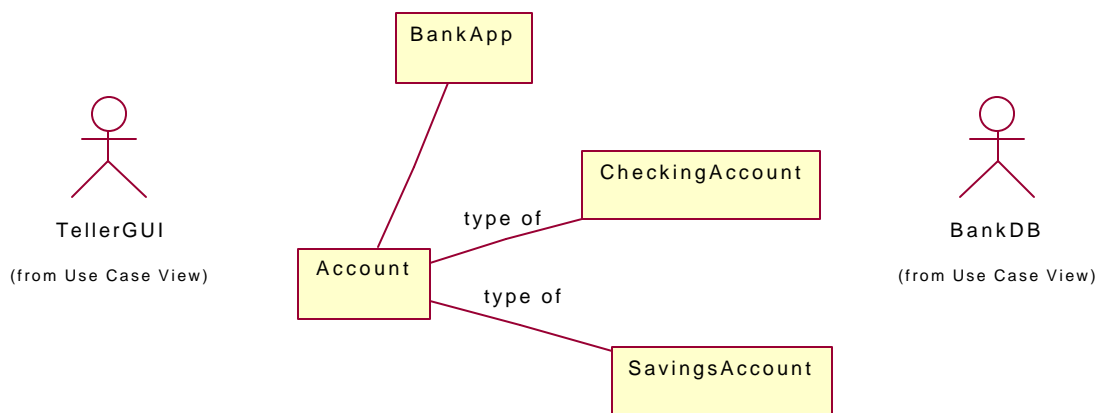 BankApp
CheckingAccount
type of
TellerGUI
BankDB
Account
(from Use Case View)
(from Use Case View)
type of
SavingsAccount